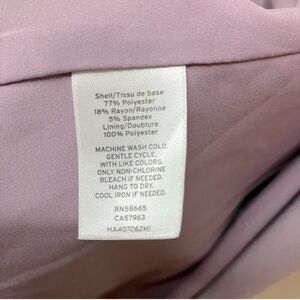 Shell/Tissu de base
77% Polyester
18% Rayon/Rayonne
5% Spandex
Lining/Doublure
100% Polyester
MACHINE WASH COLD.
GENTLE CYCLE,
WITH LIKE COLORS.
ONLY NON-CHLORINE
BLEACH IF NEEDED.
HANG TO DRY.
COOL IRON IF NEEDED.
RN58665
CA57963
HA407062MI